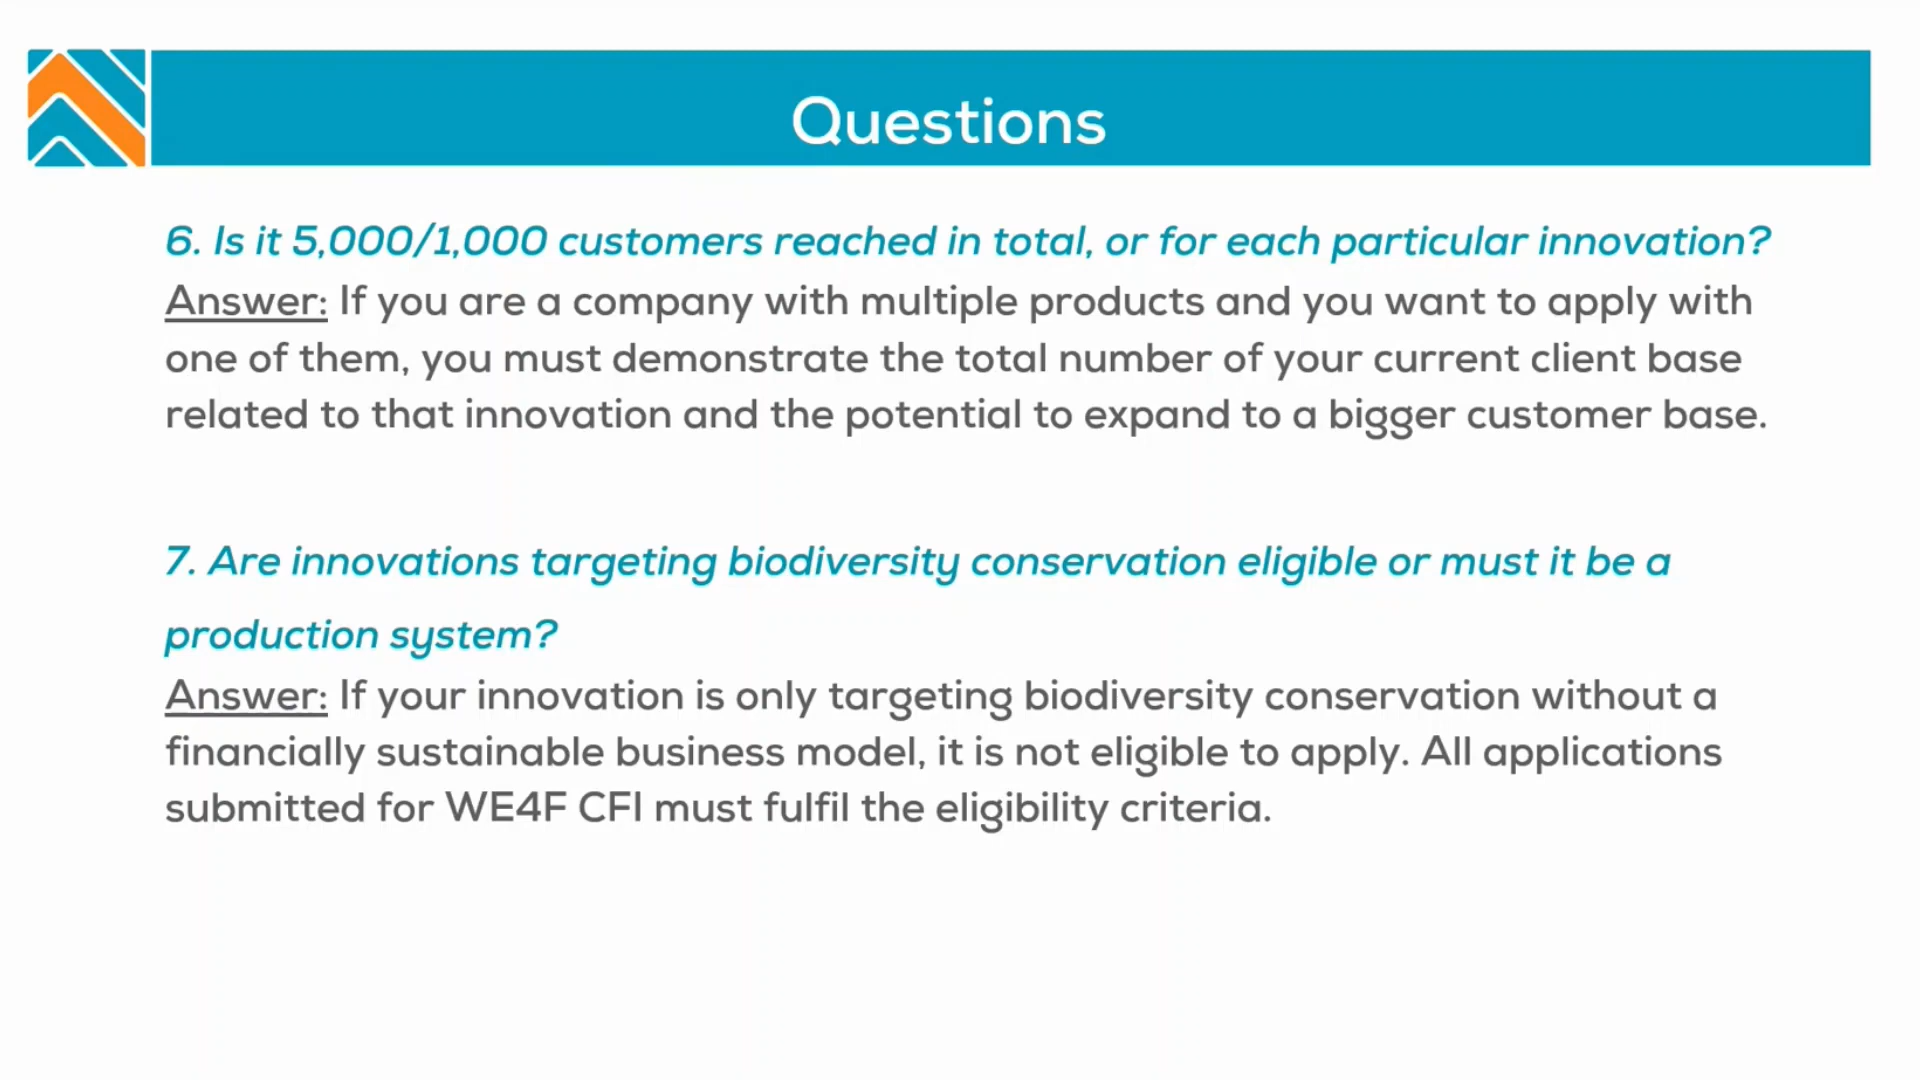 Questions
6. Is it 5,000/1,000 customers reached in total, or for each particular innovation?
Answer: If you are a company with multiple products and you want to apply with
one of them, you must demonstrate the total number of your current client base
related to that innovation and the potential to expand to a bigger customer base.
7. Are innovations targeting biodiversity conservation eligible or must it be a
production system?
Answer: If your innovation is only targeting biodiversity conservation without a
financially sustainable business model, it is not eligible to apply. All applications
submitted for WE4F CFI must fulfil the eligibility criteria.